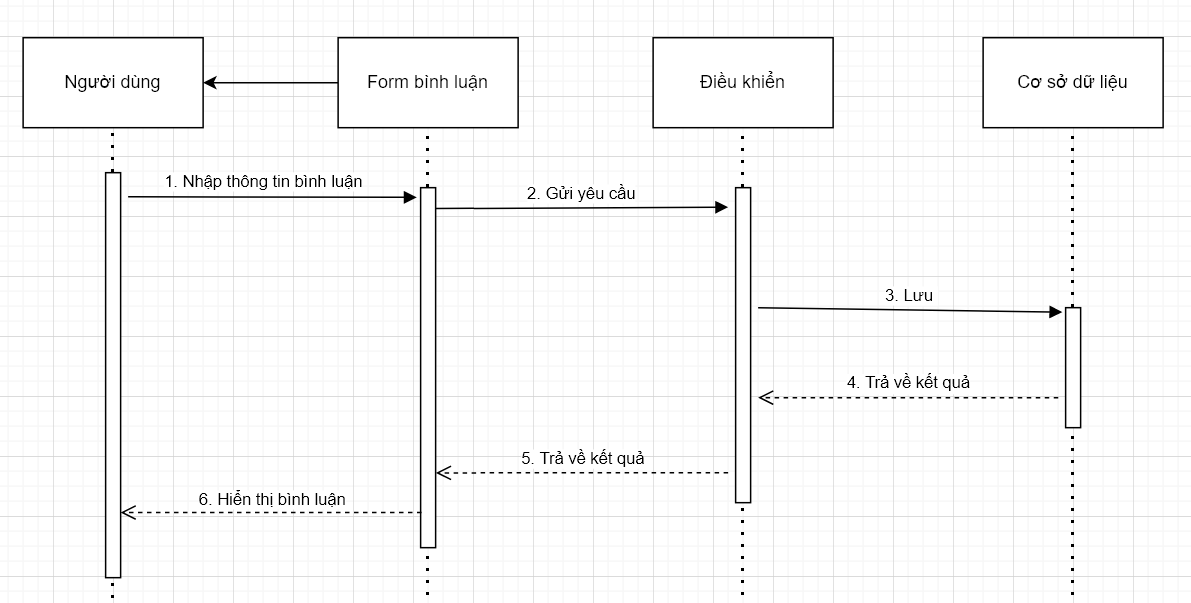 Người dùng
Form bình luận
Điều khiển
Cơ sở dữ liệu
1. Nhập thông tin bình luận
2. Gửi yêu cầu
3. Lưu
4. Trả về kết quả
5. Trả về kết quả
6. Hiển thị bình luận